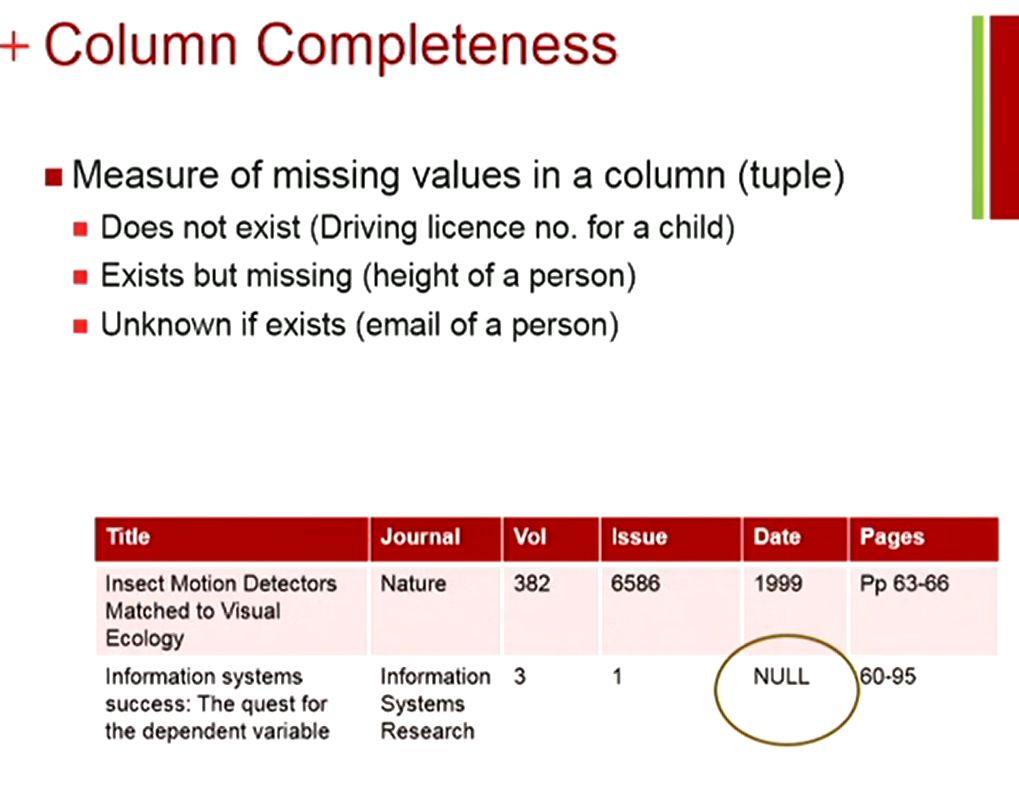 + Column Completeness
Measure of missing values in a column (tuple)
Does not exist (Driving licence no. for a child)
Exists but missing (height of a person)
Unknown if exists (email of a person)
Title Journal Vol Issue Date Pages
Insect Motion Detectors Nature 382 6586 1999 Pp 63-66
Matched to Visual
Ecology
Information systems Information 3 1 NULL 60-95
success: The quest for Systems
the dependent variable Research